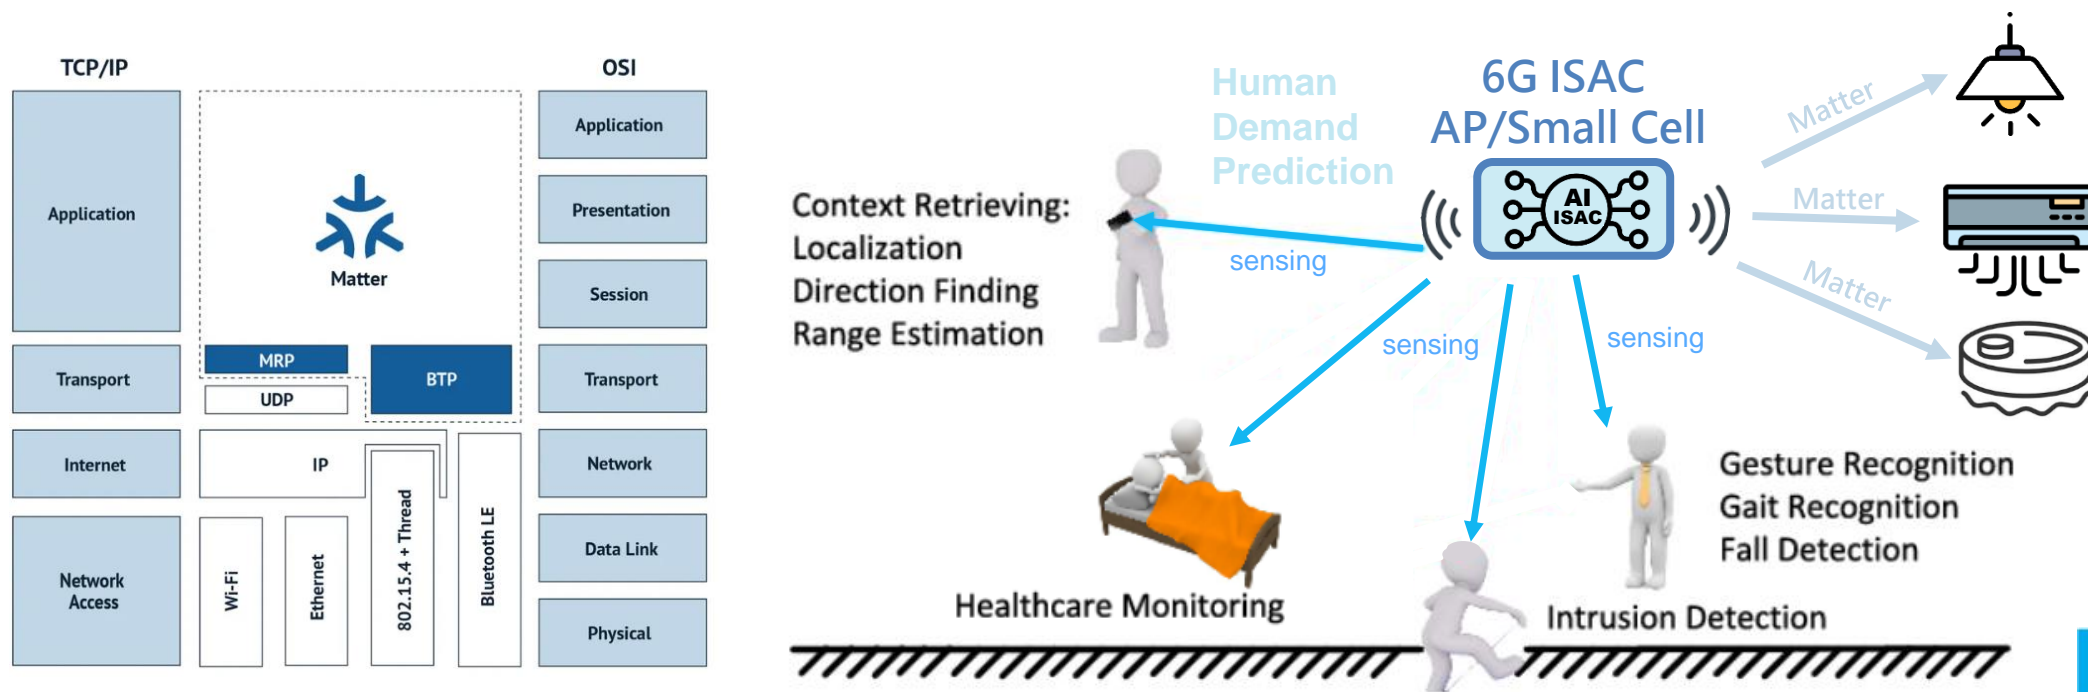 TCP/IP
Application
Transport
Internet
Network
Access
Matter
MRP
UDP
BTP
IP
Wi-Fi
Ethernet
802.15.4 + Thread
Bluetooth LE
OSI
Application
Presentation
Session
Transport
Network
Data Link
Physical
Human
Demand
Prediction
6G ISAC
AP/Small Cell
AI
ISAC
Context Retrieving:
Localization
Direction Finding
Range Estimation
sensing
sensing
sensing
Matter
Matter
Matter
Healthcare Monitoring
Gesture Recognition
Gait Recognition
Fall Detection
Intrusion Detection